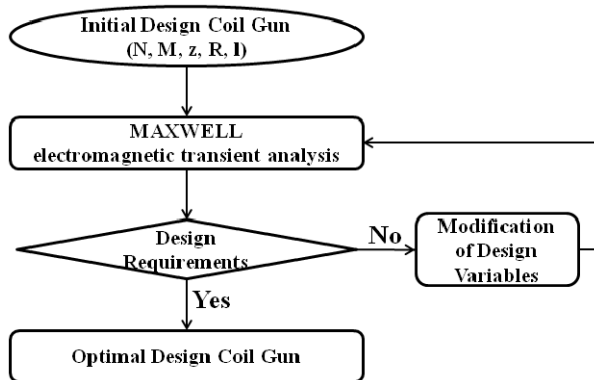 Initial Design Coil Gun
(N, M, z, R, l)
MAXWELL
electromagnetic transient analysis
Design
Requirements
No
Modification
of Design
Variables
Yes
Optimal Design Coil Gun